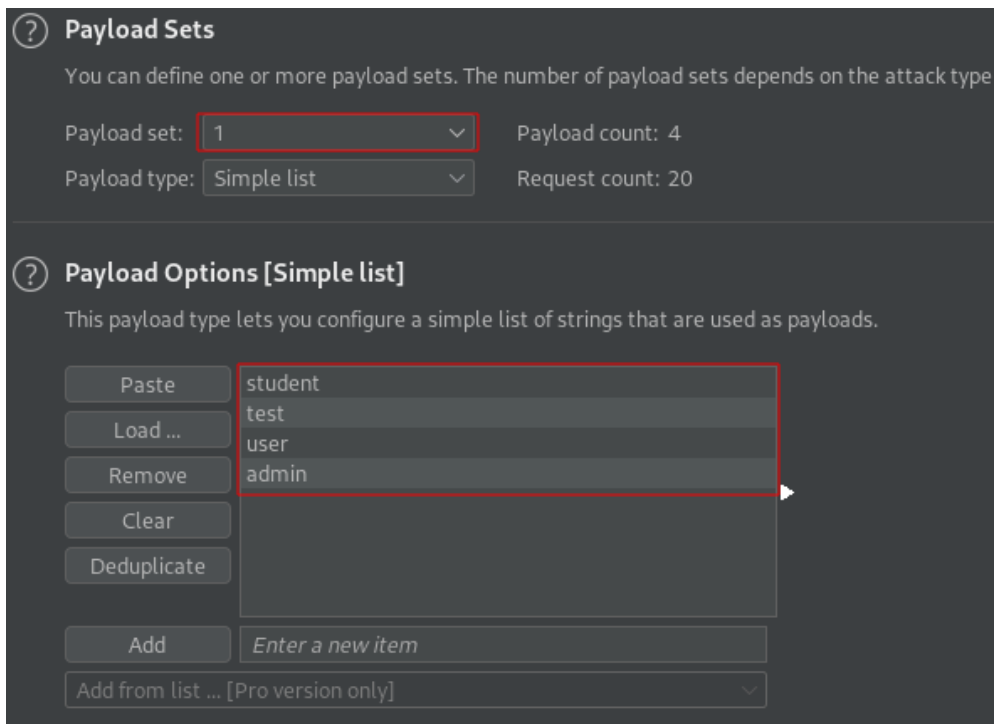 Payload Sets
You can define one or more payload sets. The number of payload sets depends on the attack type
Payload set: 1 Payload count: 4
Payload type: Simple list Request count: 20
Payload Options [Simple list]
This payload type lets you configure a simple list of strings that are used as payloads.
Paste
Load ...
Remove
Clear
Deduplicate
student
test
user
admin
Add Enter a new item
Add from list ... [Pro version only]